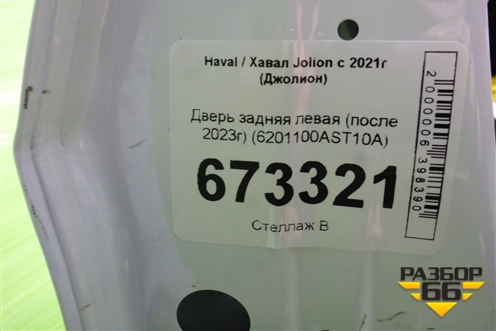 Haval / Хавал Jolion с 2021г
(Джолион)
Дверь задняя левая (после
2023г) (6201100AST10A)
673321
Стеллаж В
2000006398390
РАЗБОР
66